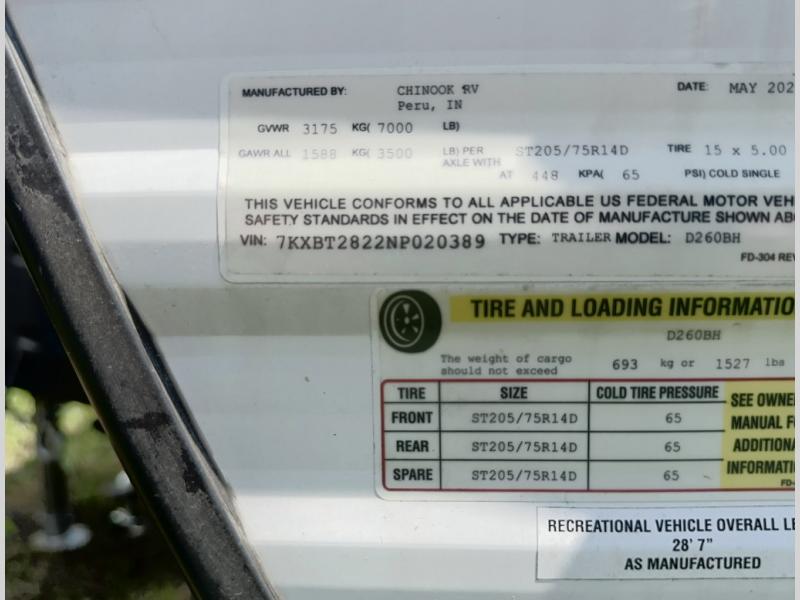 MANUFACTURED BY: CHINOOK RV DATE: MAY 202
Peru, IN
GVWR 3175 KG( 7000 LB)
GAWR ALL 1588 KG( 3500 LB) PER AXLE WITH ST205/75R14D TIRE 15 x 5.00
AT 448 KPA( 65 PSI) COLD SINGLE
THIS VEHICLE CONFORMS TO ALL APPLICABLE US FEDERAL MOTOR VEH
SAFETY STANDARDS IN EFFECT ON THE DATE OF MANUFACTURE SHOWN ABO
VIN: 7KXBT2822NP020389 TYPE: TRAILER MODEL: D260BH
FD-304 REV
TIRE AND LOADING INFORMATIO
D260BH
The weight of cargo
should not exceed 693 kg or 1527 lbs
TIRE SIZE COLD TIRE PRESSURE
FRONT ST205/75R14D 65
REAR ST205/75R14D 65
SPARE ST205/75R14D 65
SEE OWNE
MANUAL F
ADDITIONA
INFORMATI
FD-
RECREATIONAL VEHICLE OVERALL LE
28' 7"
AS MANUFACTURED